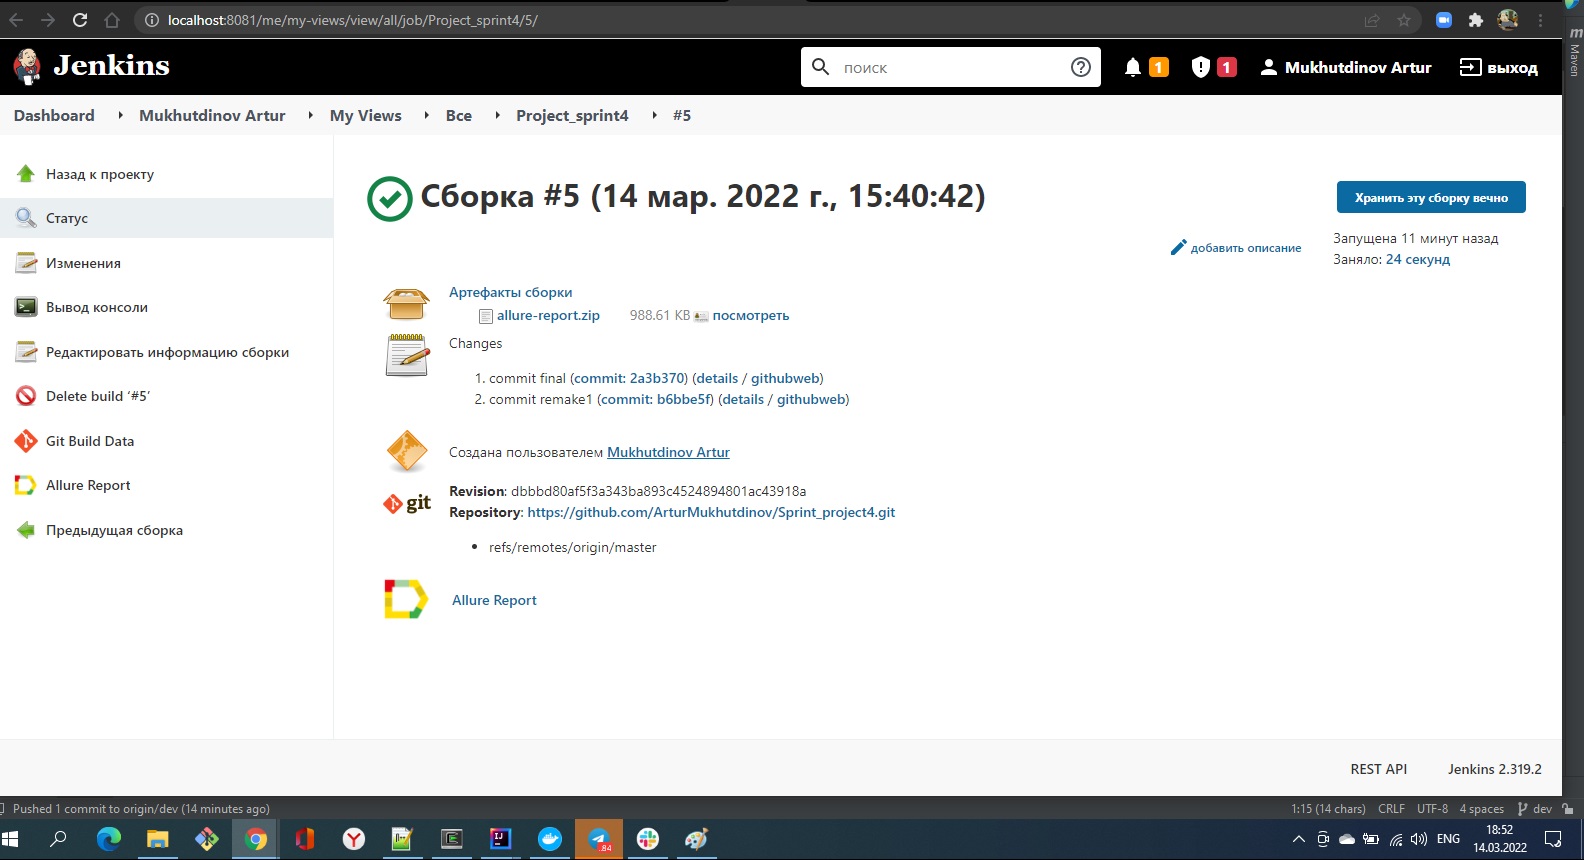 localhost:8081/me/my-views/view/all/job/Project_sprint4/5/
m
Maven
Jenkins
поиск
1
1
Mukhutdinov Artur
выход
Dashboard
Mukhutdinov Artur
My Views
Все
Project_sprint4
#5
Назад к проекту
Статус
Изменения
Вывод консоли
Редактировать информацию сборки
Delete build ‘#5’
Git Build Data
Allure Report
Предыдущая сборка
Сборка #5 (14 мар. 2022 г., 15:40:42)
Хранить эту сборку вечно
добавить описание
Запущена 11 минут назад
Заняло: 24 секунд
Артефакты сборки
allure-report.zip 988.61 KB посмотреть
Changes
1. commit final (commit: 2a3b370) (details / githubweb)
2. commit remake1 (commit: b6bbe5f) (details / githubweb)
Создана пользователем Mukhutdinov Artur
git
Revision: dbbbd80af5f3a343ba893c4524894801ac43918a
Repository: https://github.com/ArturMukhutdinov/Sprint_project4.git
refs/remotes/origin/master
Allure Report
REST API
Jenkins 2.319.2
Pushed 1 commit to origin/dev (14 minutes ago)
1:15 (14 chars) CRLF UTF-8 4 spaces dev
84
ENG
18:52
14.03.2022